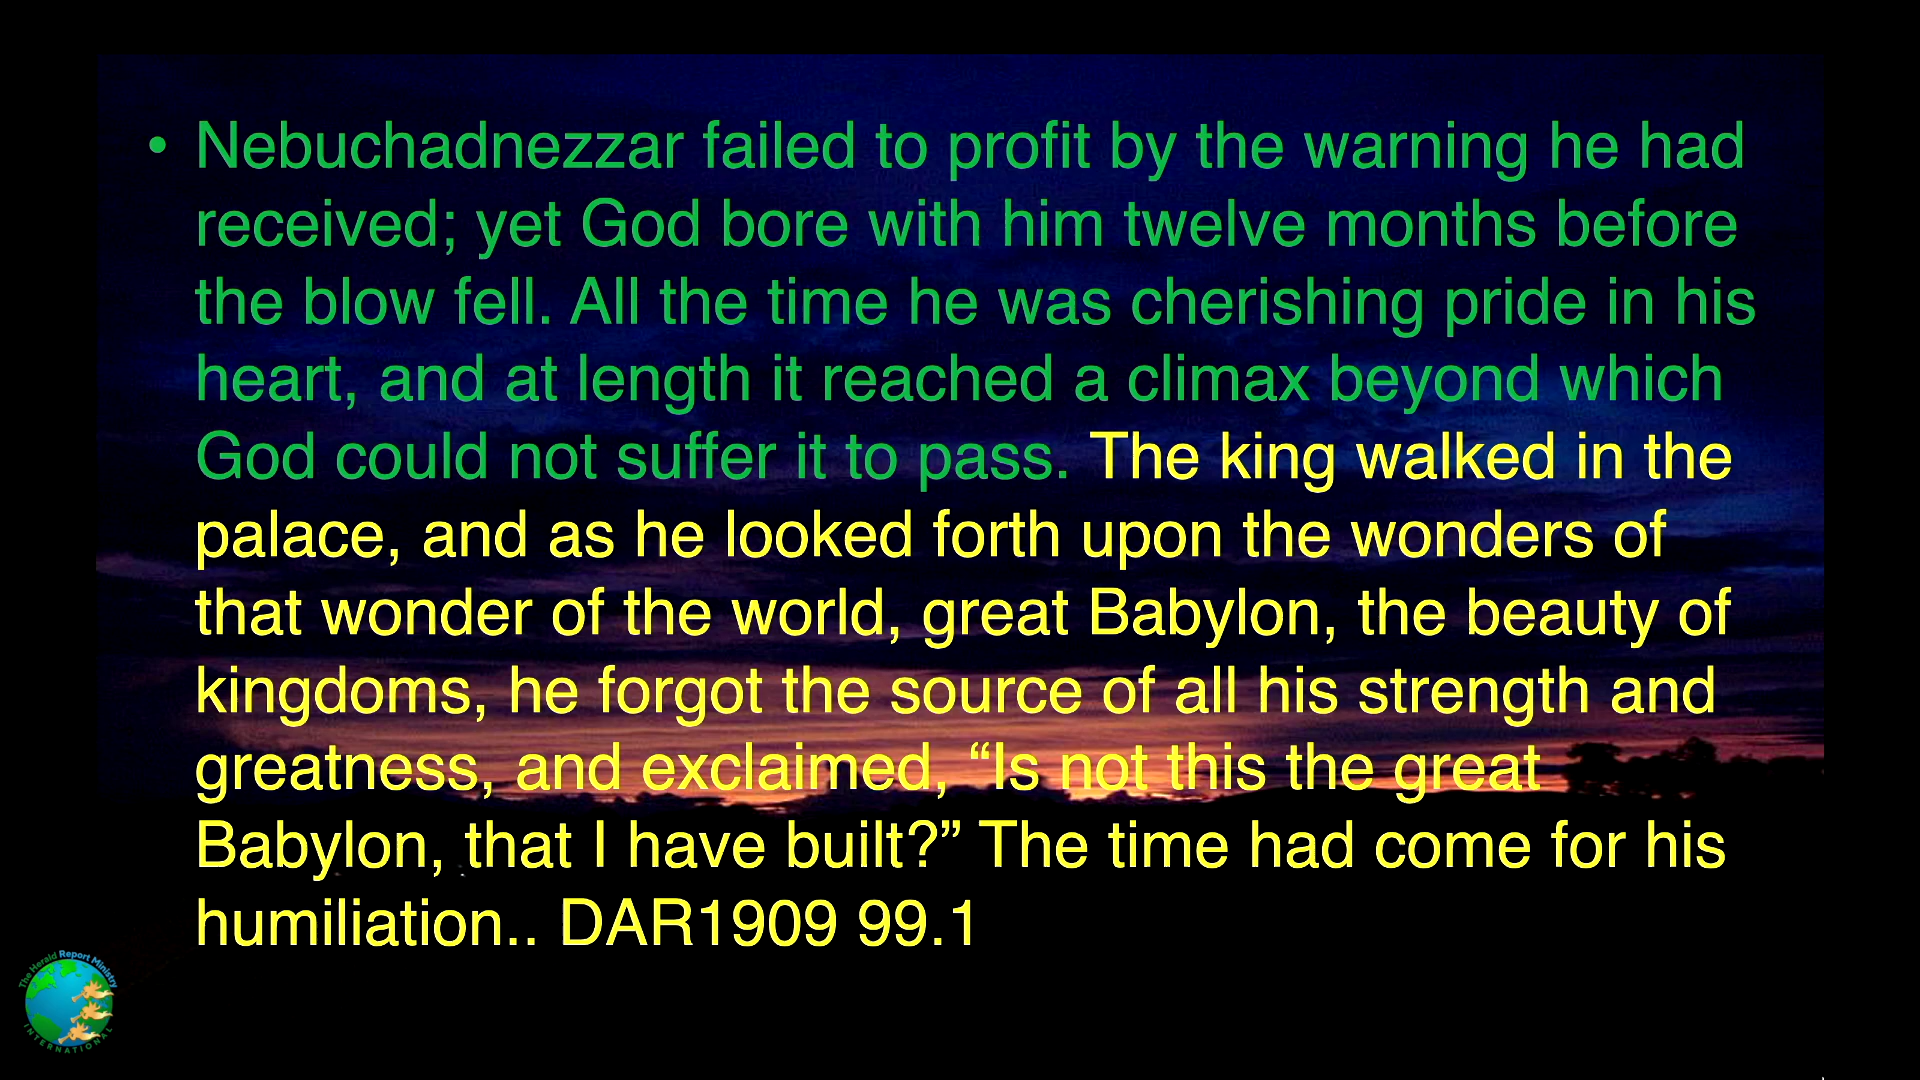 • Nebuchadnezzar failed to profit by the warning he had
received; yet God bore with him twelve months before
the blow fell. All the time he was cherishing pride in his
heart, and at length it reached a climax beyond which
God could not suffer it to pass. The king walked in the
palace, and as he looked forth upon the wonders of
that wonder of the world, great Babylon, the beauty of
kingdoms, he forgot the source of all his strength and
greatness, and exclaimed, “Is not this the great
Babylon, that I have built?” The time had come for his
humiliation.. DAR1909 99.1
The Herald Report Ministry
INTERNATIONAL